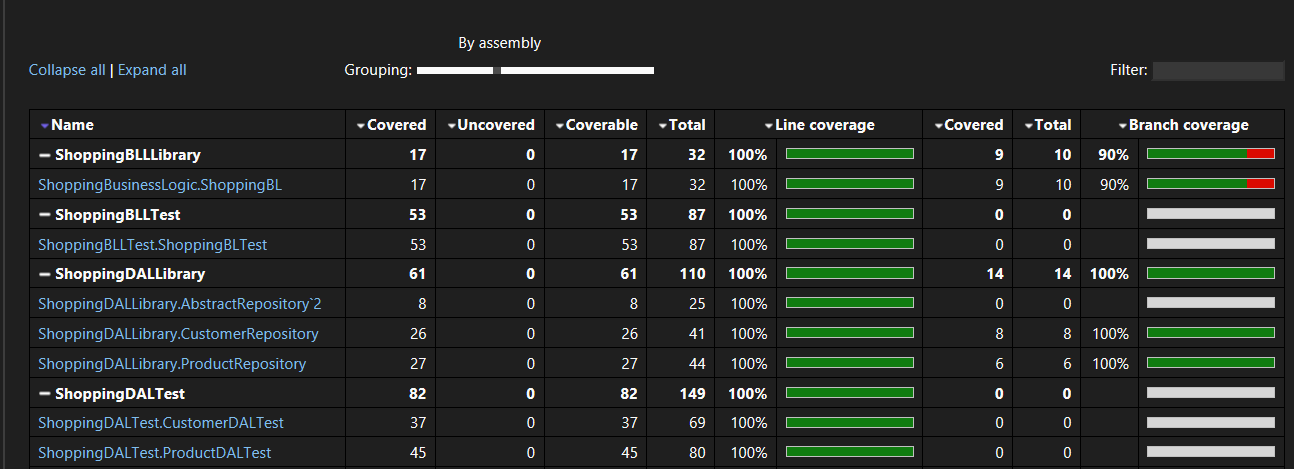 By assembly
Collapse all | Expand all Grouping: Filter:
Name Covered Uncovered Coverable Total Line coverage Covered Total Branch coverage
ShoppingBLLLibrary 17 0 17 32 100% 9 10 90%
ShoppingBusinessLogic.ShoppingBL 17 0 17 32 100% 9 10 90%
ShoppingBLLTest 53 0 53 87 100% 0 0
ShoppingBLLTest.ShoppingBLTest 53 0 53 87 100% 0 0
ShoppingDALLibrary 61 0 61 110 100% 14 14 100%
ShoppingDALLibrary.AbstractRepository`2 8 0 8 25 100% 0 0
ShoppingDALLibrary.CustomerRepository 26 0 26 41 100% 8 8 100%
ShoppingDALLibrary.ProductRepository 27 0 27 44 100% 6 6 100%
ShoppingDALTest 82 0 82 149 100% 0 0
ShoppingDALTest.CustomerDALTest 37 0 37 69 100% 0 0
ShoppingDALTest.ProductDALTest 45 0 45 80 100% 0 0